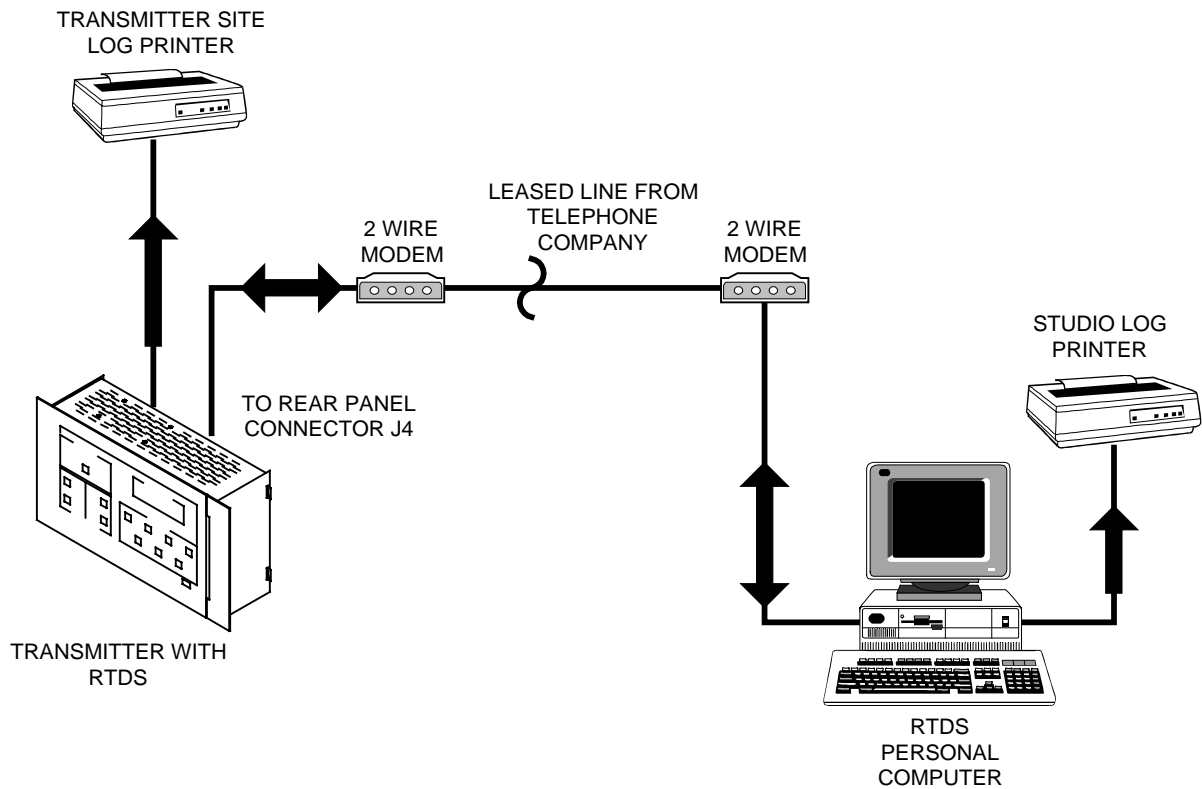 TRANSMITTER SITE
LOG PRINTER
LEASED LINE FROM
TELEPHONE
COMPANY
2 WIRE
MODEM
2 WIRE
MODEM
STUDIO LOG
PRINTER
TO REAR PANEL
CONNECTOR J4
TRANSMITTER WITH
RTDS
RTDS
PERSONAL
COMPUTER